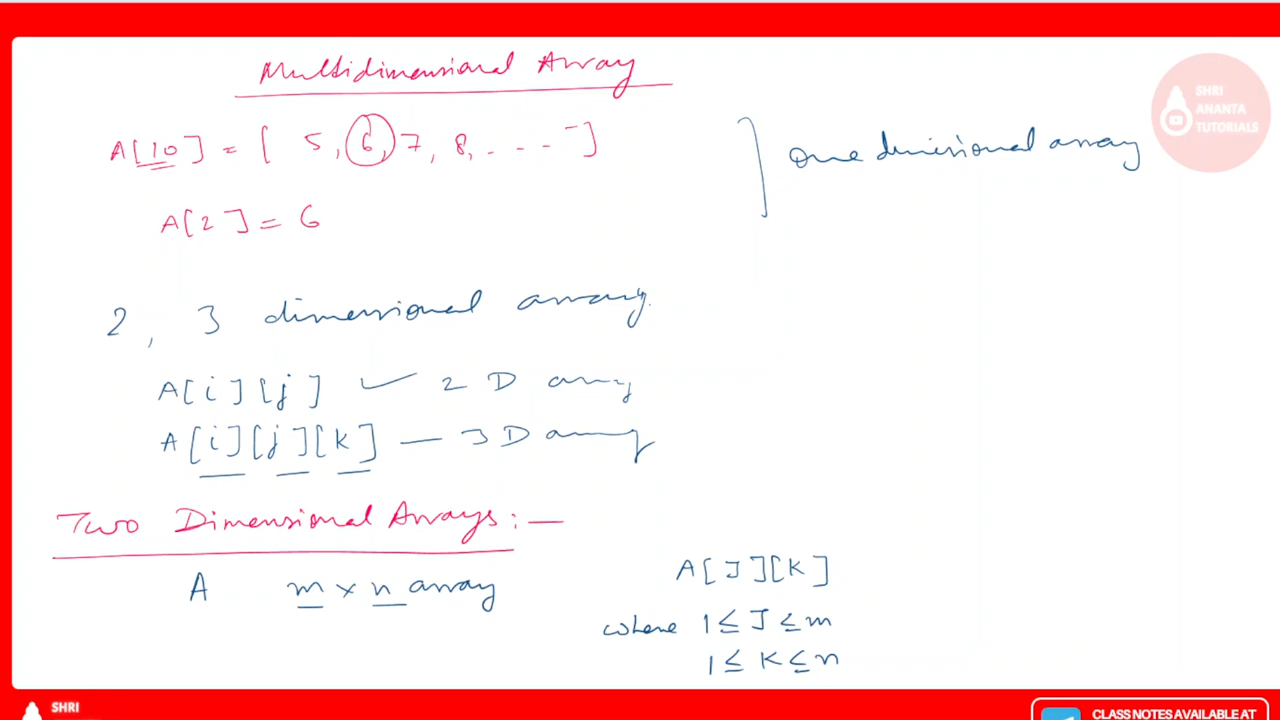 Multidimensional Array
A[10] = [ 5, 6, 7, 8, - - - - ]
one dimensional array
A[2] = 6
2, 3 dimensional array.
A[i][j] ✓ 2 D array
A[i][j][k] — 3 D array
Two Dimensional Arrays : —
A m × n array
A[J][K]
where 1 ≤ J ≤ m
1 ≤ K ≤ n
SHRI
ANANTA
TUTORIALS
SHRI
CLASS NOTES AVAILABLE AT